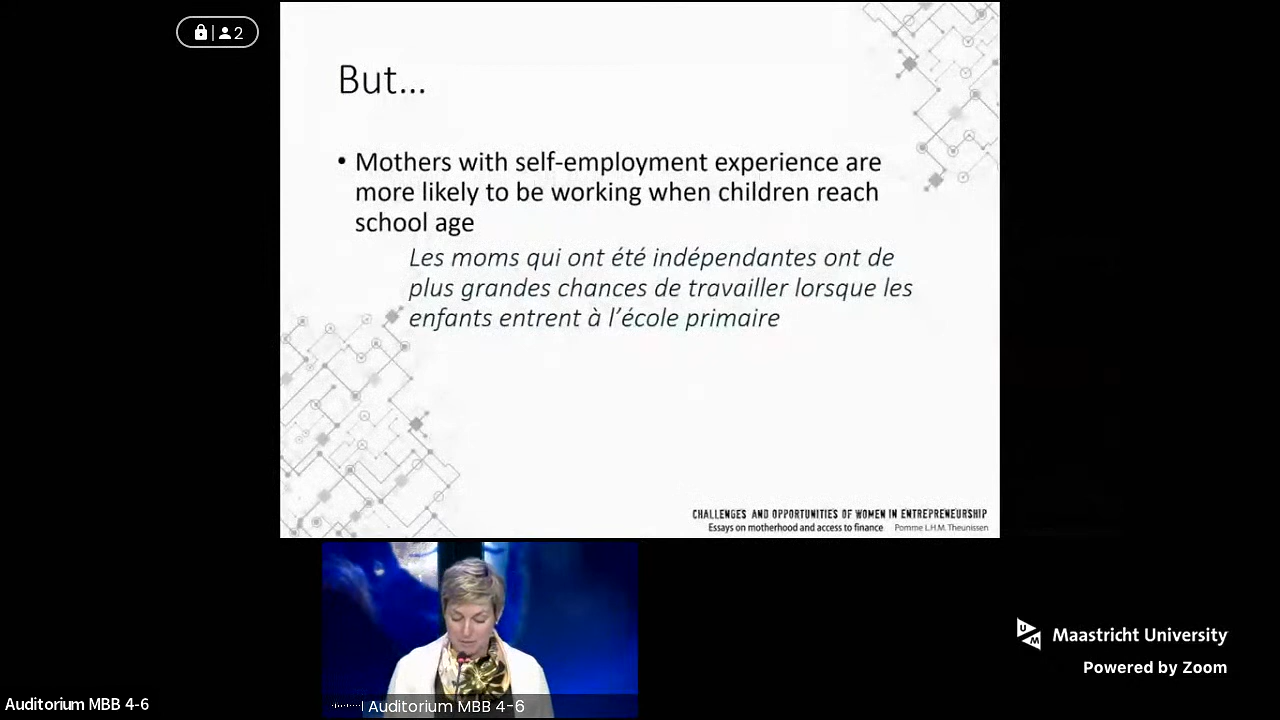 2
But...
• Mothers with self-employment experience are
more likely to be working when children reach
school age
Les moms qui ont été indépendantes ont de
plus grandes chances de travailler lorsque les
enfants entrent à l’école primaire
CHALLENGES AND OPPORTUNITIES OF WOMEN IN ENTREPRENEURSHIP
Essays on motherhood and access to finance Pomme L.H.M. Theunissen
UM
Maastricht University
Powered by Zoom
Auditorium MBB 4-6
Auditorium MBB 4-6